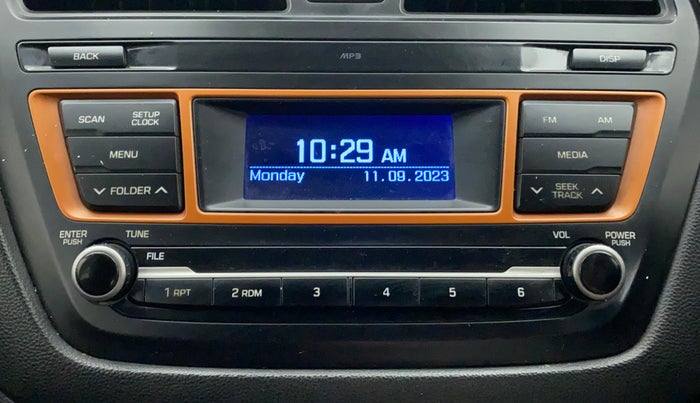 BACK MP3 DISP
SCAN SETUP CLOCK
FM AM
10:29 AM
MENU
MEDIA
Monday 11.09.2023
FOLDER
SEEK TRACK
ENTER PUSH
TUNE
VOL
POWER PUSH
FILE
1 RPT 2 RDM 3 4 5 6